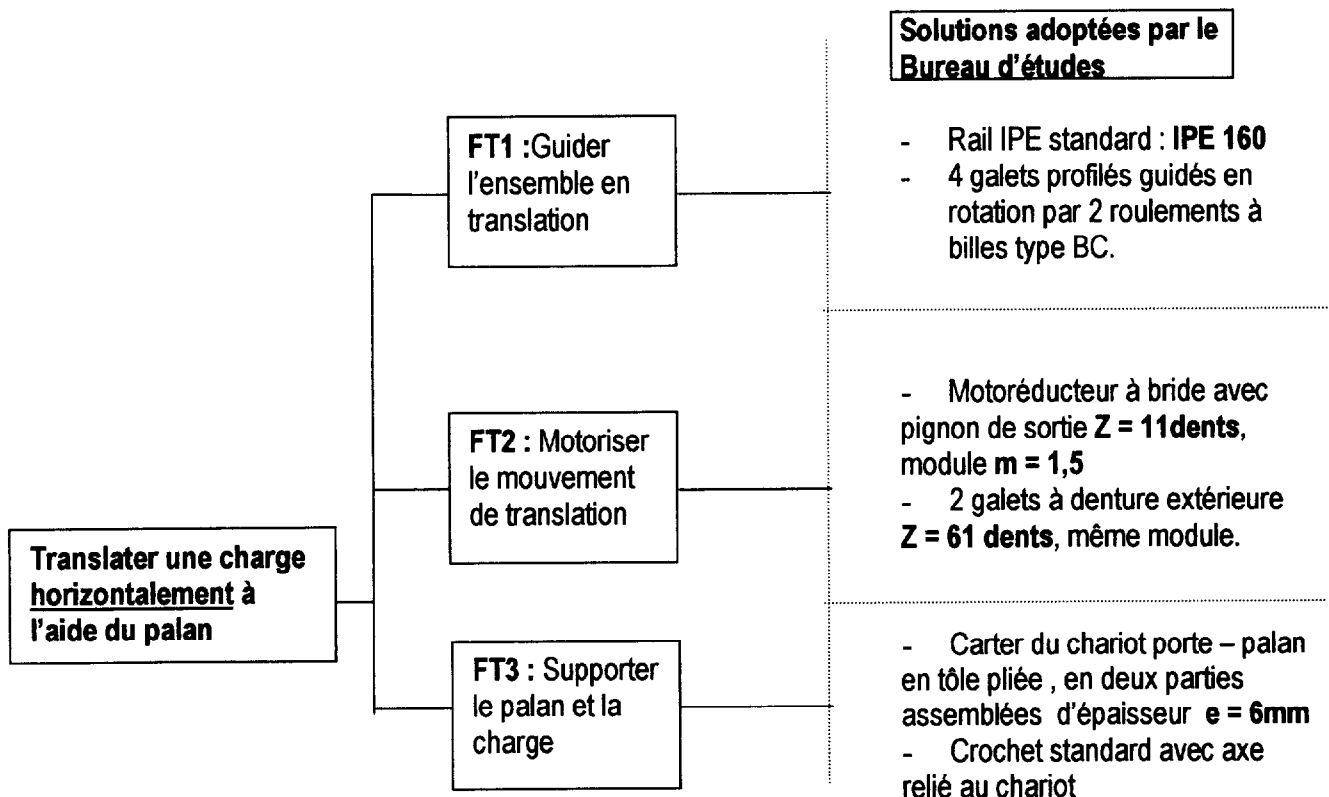 Solutions adoptées par le
Bureau d'études
FT1 :Guider
l'ensemble en
translation
- Rail IPE standard : IPE 160
- 4 galets profilés guidés en
rotation par 2 roulements à
billes type BC.
FT2 : Motoriser
le mouvement
de translation
- Motoréducteur à bride avec
pignon de sortie Z = 11dents,
module m = 1,5
- 2 galets à denture extérieure
Z = 61 dents, même module.
Translater une charge
horizontalement à
l'aide du palan
FT3 : Supporter
le palan et la
charge
- Carter du chariot porte – palan
en tôle pliée , en deux parties
assemblées d'épaisseur e = 6mm
- Crochet standard avec axe
relié au chariot